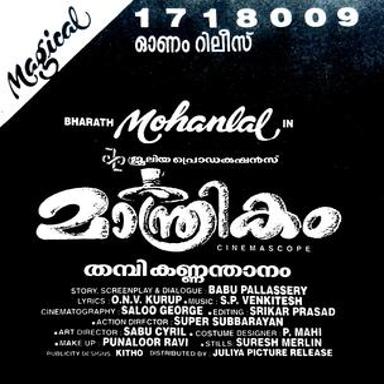 Magical
1718009
ഓണം റിലീസ്
BHARATH Mohanlal IN
ജൂലിയ പ്രൊഡക്ഷൻസ്
മാന്ത്രികം
CINEMASCOPE
തമ്പി കണ്ണന്താനം
STORY, SCREENPLAY & DIALOGUE : BABU PALLASSERY
LYRICS : O.N.V. KURUP • MUSIC : S.P. VENKITESH
CINEMATOGRAPHY : SALOO GEORGE • EDITING : SRIKAR PRASAD
• ACTION DIRECTOR : SUPER SUBBARAYAN
• ART DIRECTOR : SABU CYRIL • COSTUME DESIGNER : P. MAHI
• MAKE UP : PUNALOOR RAVI • STILLS : SURESH MERLIN
PUBLICITY DESIGNS : KITHO DISTRIBUTED BY : JULIYA PICTURE RELEASE